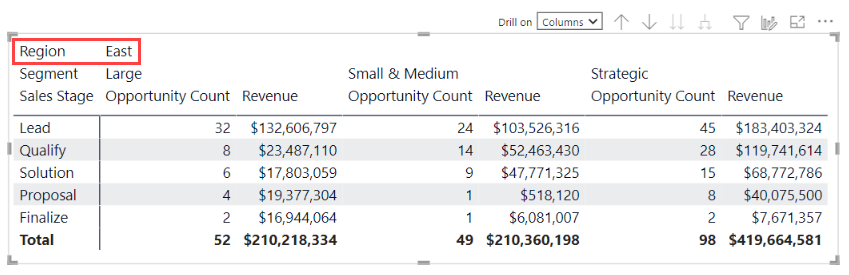 Drill on Columns
Region East
Segment Large Small & Medium Strategic
Sales Stage Opportunity Count Revenue Opportunity Count Revenue Opportunity Count Revenue
Lead 32 $132,606,797 24 $103,526,316 45 $183,403,324
Qualify 8 $23,487,110 14 $52,463,430 28 $119,741,614
Solution 6 $17,803,059 9 $47,771,325 15 $68,772,786
Proposal 4 $19,377,304 1 $518,120 8 $40,075,500
Finalize 2 $16,944,064 1 $6,081,007 2 $7,671,357
Total 52 $210,218,334 49 $210,360,198 98 $419,664,581